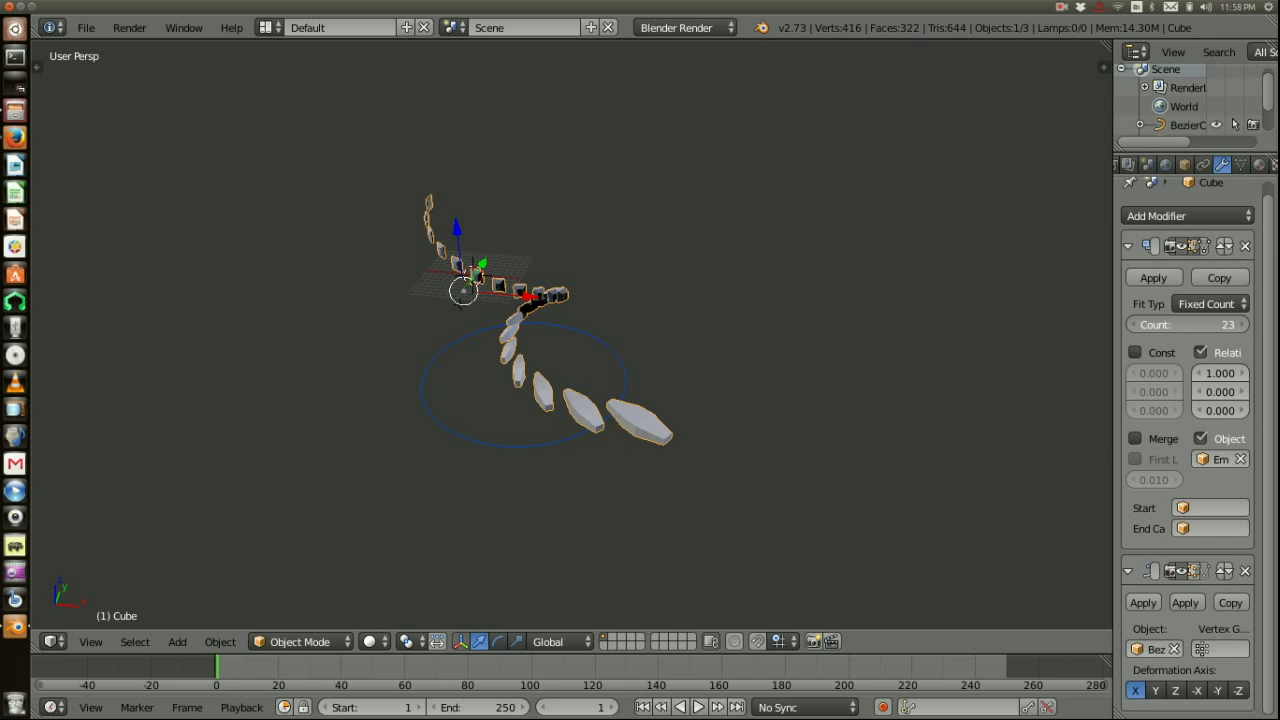 11:58 PM
File Render Window Help Default Scene Blender Render v2.73 | Verts:416 | Faces:322 | Tris:644 | Objects:1/3 | Lamps:0/0 | Mem:14.30M | Cube
User Persp
View Search All Sc
Scene
RenderL
World
BezierC
Cube
Add Modifier
Apply Copy
Fit Typ Fixed Count
Count: 23
Const Relati
0.000 1.000
0.000 0.000
0.000 0.000
Merge Object
First L Em
0.010
Start
End Ca
Apply Apply Copy
Object: Vertex G...
Bez
Deformation Axis:
X Y Z -X -Y -Z
z
y
x
(1) Cube
View Select Add Object Object Mode Global
-40 -20 0 20 40 60 80 100 120 140 160 180 200 220 240 260 280
View Marker Frame Playback Start: 1 End: 250 1 No Sync